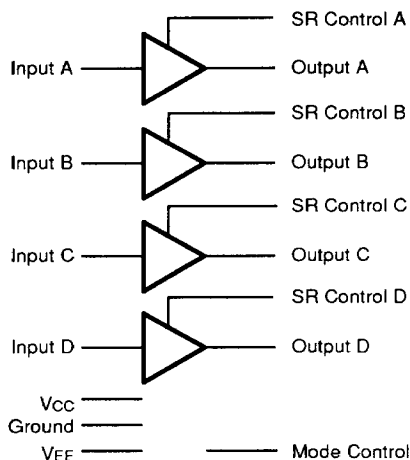 SR Control A
Input A Output A
SR Control B
Input B Output B
SR Control C
Input C Output C
SR Control D
Input D Output D
VCC
Ground
VEE Mode Control